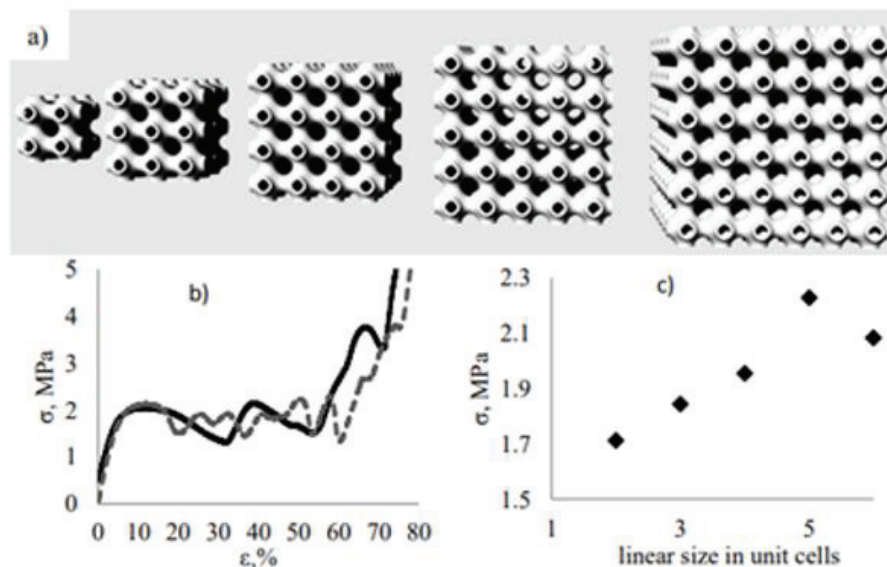 a)
b)
5
4
3
2
1
0
σ, MPa
0 10 20 30 40 50 60 70 80
ε,%
c)
2.3
2.1
1.9
1.7
1.5
σ, MPa
1 3 5
linear size in unit cells